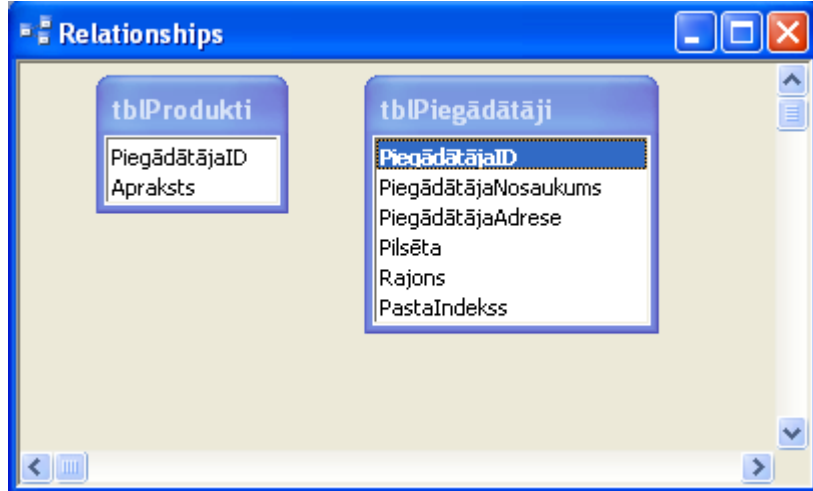 Relationships
tblProdukti
PiegādātājaID
Apraksts
tblPiegādātāji
PiegādātājaID
PiegādātājaNosaukums
PiegādātājaAdrese
Pilsēta
Rajons
PastaIndekss